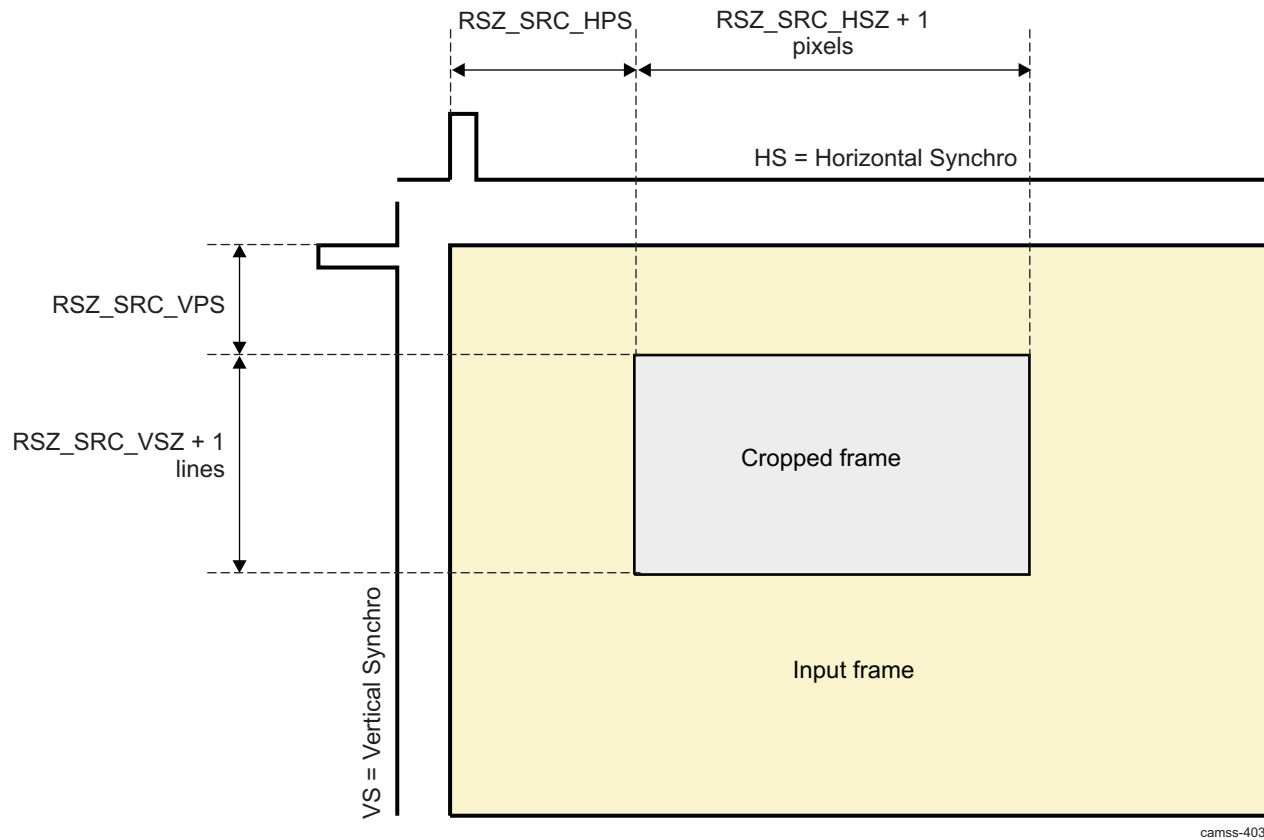 RSZ_SRC_HPS
RSZ_SRC_HSZ + 1
pixels
HS = Horizontal Synchro
RSZ_SRC_VPS
RSZ_SRC_VSZ + 1
lines
Cropped frame
VS = Vertical Synchro
Input frame
camss-403